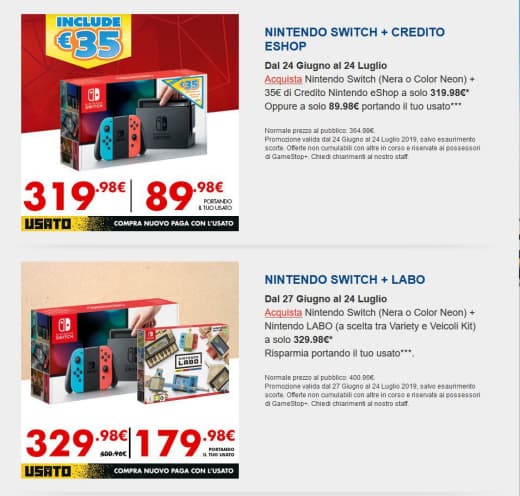 INCLUDE
€35
NINTENDO
SWITCH
€35
319.98€
89.98€
PORTANDO
IL TUO USATO
USATO
COMPRA NUOVO PAGA CON L'USATO
NINTENDO SWITCH + CREDITO
ESHOP
Dal 24 Giugno al 24 Luglio
Acquista Nintendo Switch (Nera o Color Neon) +
35€ di Credito Nintendo eShop a solo 319.98€*
Oppure a solo 89.98€ portando il tuo usato***
Normale prezzo al pubblico: 364.98€.
Promozione valida dal 24 Giugno al 24 Luglio 2019, salvo esaurimento
scorte. Offerte non cumulabili con altre in corso e riservate ai possessori
di GameStop+. Chiedi chiarimenti al nostro staff.
NINTENDO
SWITCH
NINTENDO
LABO
329.98€
400.96€
179.98€
PORTANDO
IL TUO USATO
USATO
COMPRA NUOVO PAGA CON L'USATO
NINTENDO SWITCH + LABO
Dal 27 Giugno al 24 Luglio
Acquista Nintendo Switch (Nera o Color Neon) +
Nintendo LABO (a scelta tra Variety e Veicoli Kit)
a solo 329.98€*
Risparmia portando il tuo usato***.
Normale prezzo al pubblico: 400.96€.
Promozione valida dal 27 Giugno al 24 Luglio 2019, salvo esaurimento
scorte. Offerte non cumulabili con altre in corso e riservate ai possessori
di GameStop+. Chiedi chiarimenti al nostro staff.